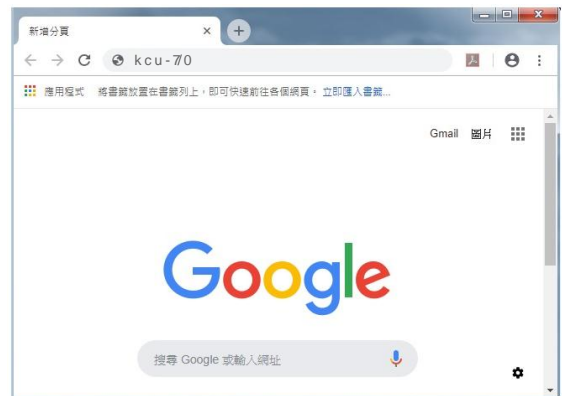 新增分頁
kcu-7/0
應用程式 將書籤放置在書籤列上，即可快速前往各個網頁。立即匯入書籤...
Gmail 圖片
Google
搜尋 Google 或輸入網址